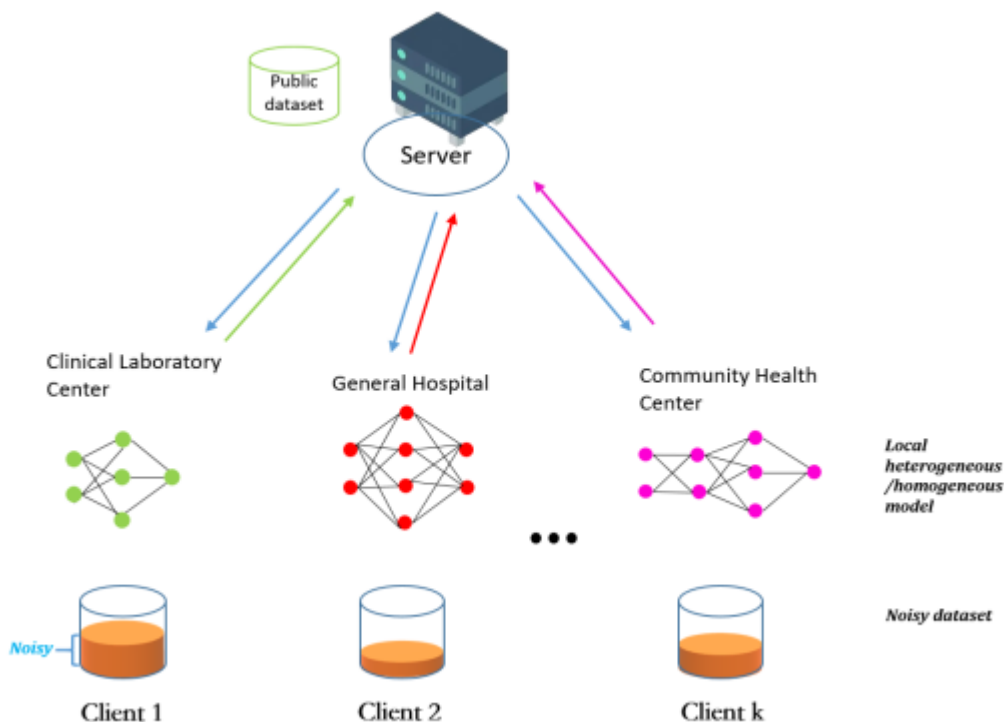 Public
dataset
Server
Clinical Laboratory
Center
General Hospital
Community Health
Center
Local
heterogeneous
/homogeneous
model
Noisy dataset
Noisy
Client 1
Client 2
Client k